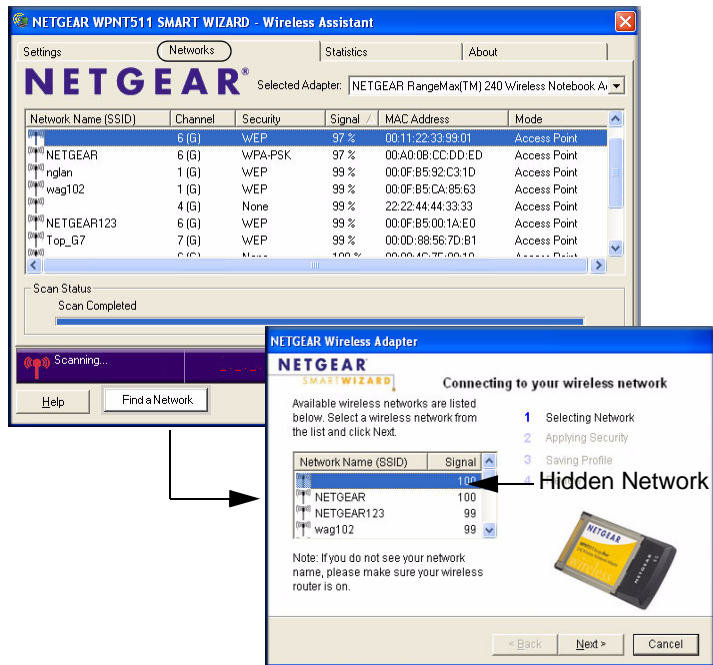 NETGEAR WPNT511 SMART WIZARD - Wireless Assistant
Settings Networks Statistics About
NETGEAR® Selected Adapter: NETGEAR RangeMax(TM) 240 Wireless Notebook A
Network Name (SSID) Channel Security Signal MAC Address Mode
6 (G) WEP 97 % 00:11:22:33:99:01 Access Point
NETGEAR 6 (G) WPA-PSK 97 % 00:A0:0B:CC:DD:ED Access Point
nglan 1 (G) WEP 99 % 00:0F:B5:92:C3:1D Access Point
wag102 1 (G) WEP 99 % 00:0F:B5:CA:85:63 Access Point
4 (G) None 99 % 22:22:44:44:33:33 Access Point
NETGEAR123 6 (G) WEP 99 % 00:0F:B5:00:1A:E0 Access Point
Top_G7 7 (G) WEP 99 % 00:0D:88:56:7D:B1 Access Point
Scan Status
Scan Completed
Scanning...
Help Find a Network
NETGEAR Wireless Adapter
NETGEAR
SMARTWIZARD
Connecting to your wireless network
Available wireless networks are listed
below. Select a wireless network from
the list and click Next.
1 Selecting Network
2 Applying Security
3 Saving Profile
4
Network Name (SSID) Signal
100
Hidden Network
NETGEAR 100
NETGEAR123 99
wag102 99
Note: If you do not see your network
name, please make sure your wireless
router is on.
NETGEAR
WPNT511
wireless
NETGEAR
< Back Next > Cancel